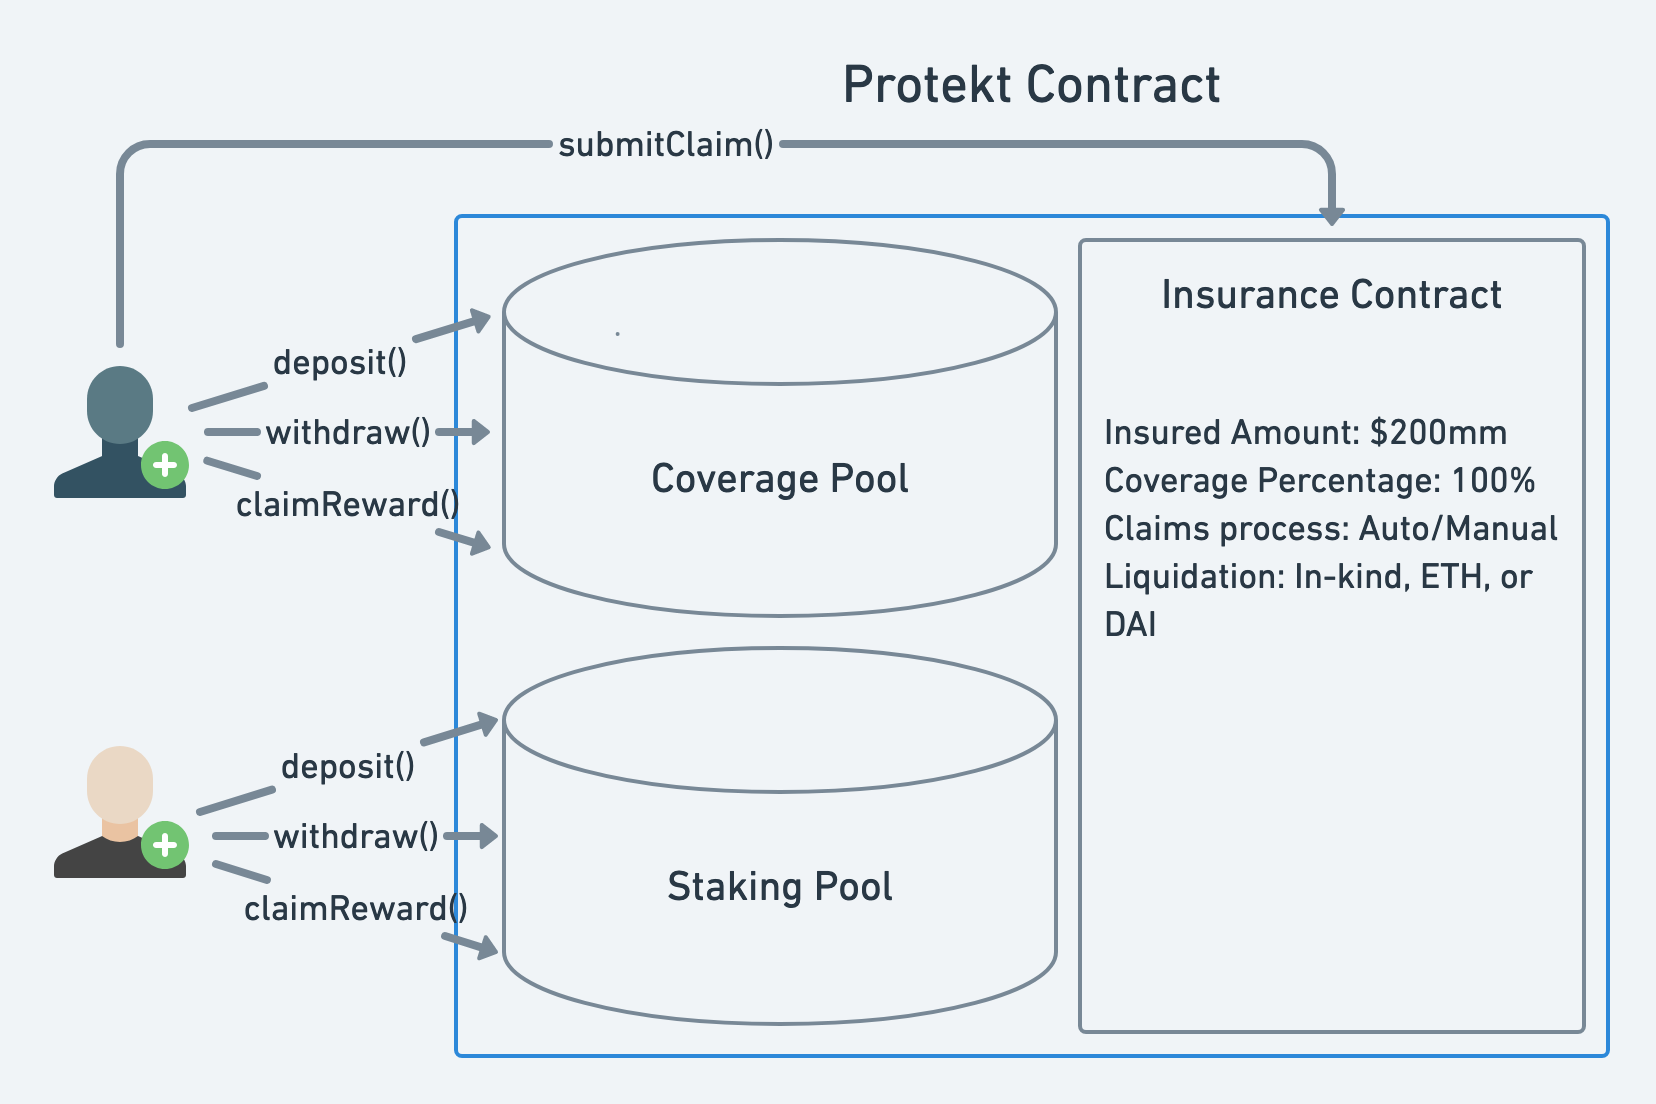 Protekt Contract
submitClaim()
deposit()
withdraw()
claimReward()
Coverage Pool
Insurance Contract
Insured Amount: $200mm
Coverage Percentage: 100%
Claims process: Auto/Manual
Liquidation: In-kind, ETH, or
DAI
deposit()
withdraw()
claimReward()
Staking Pool